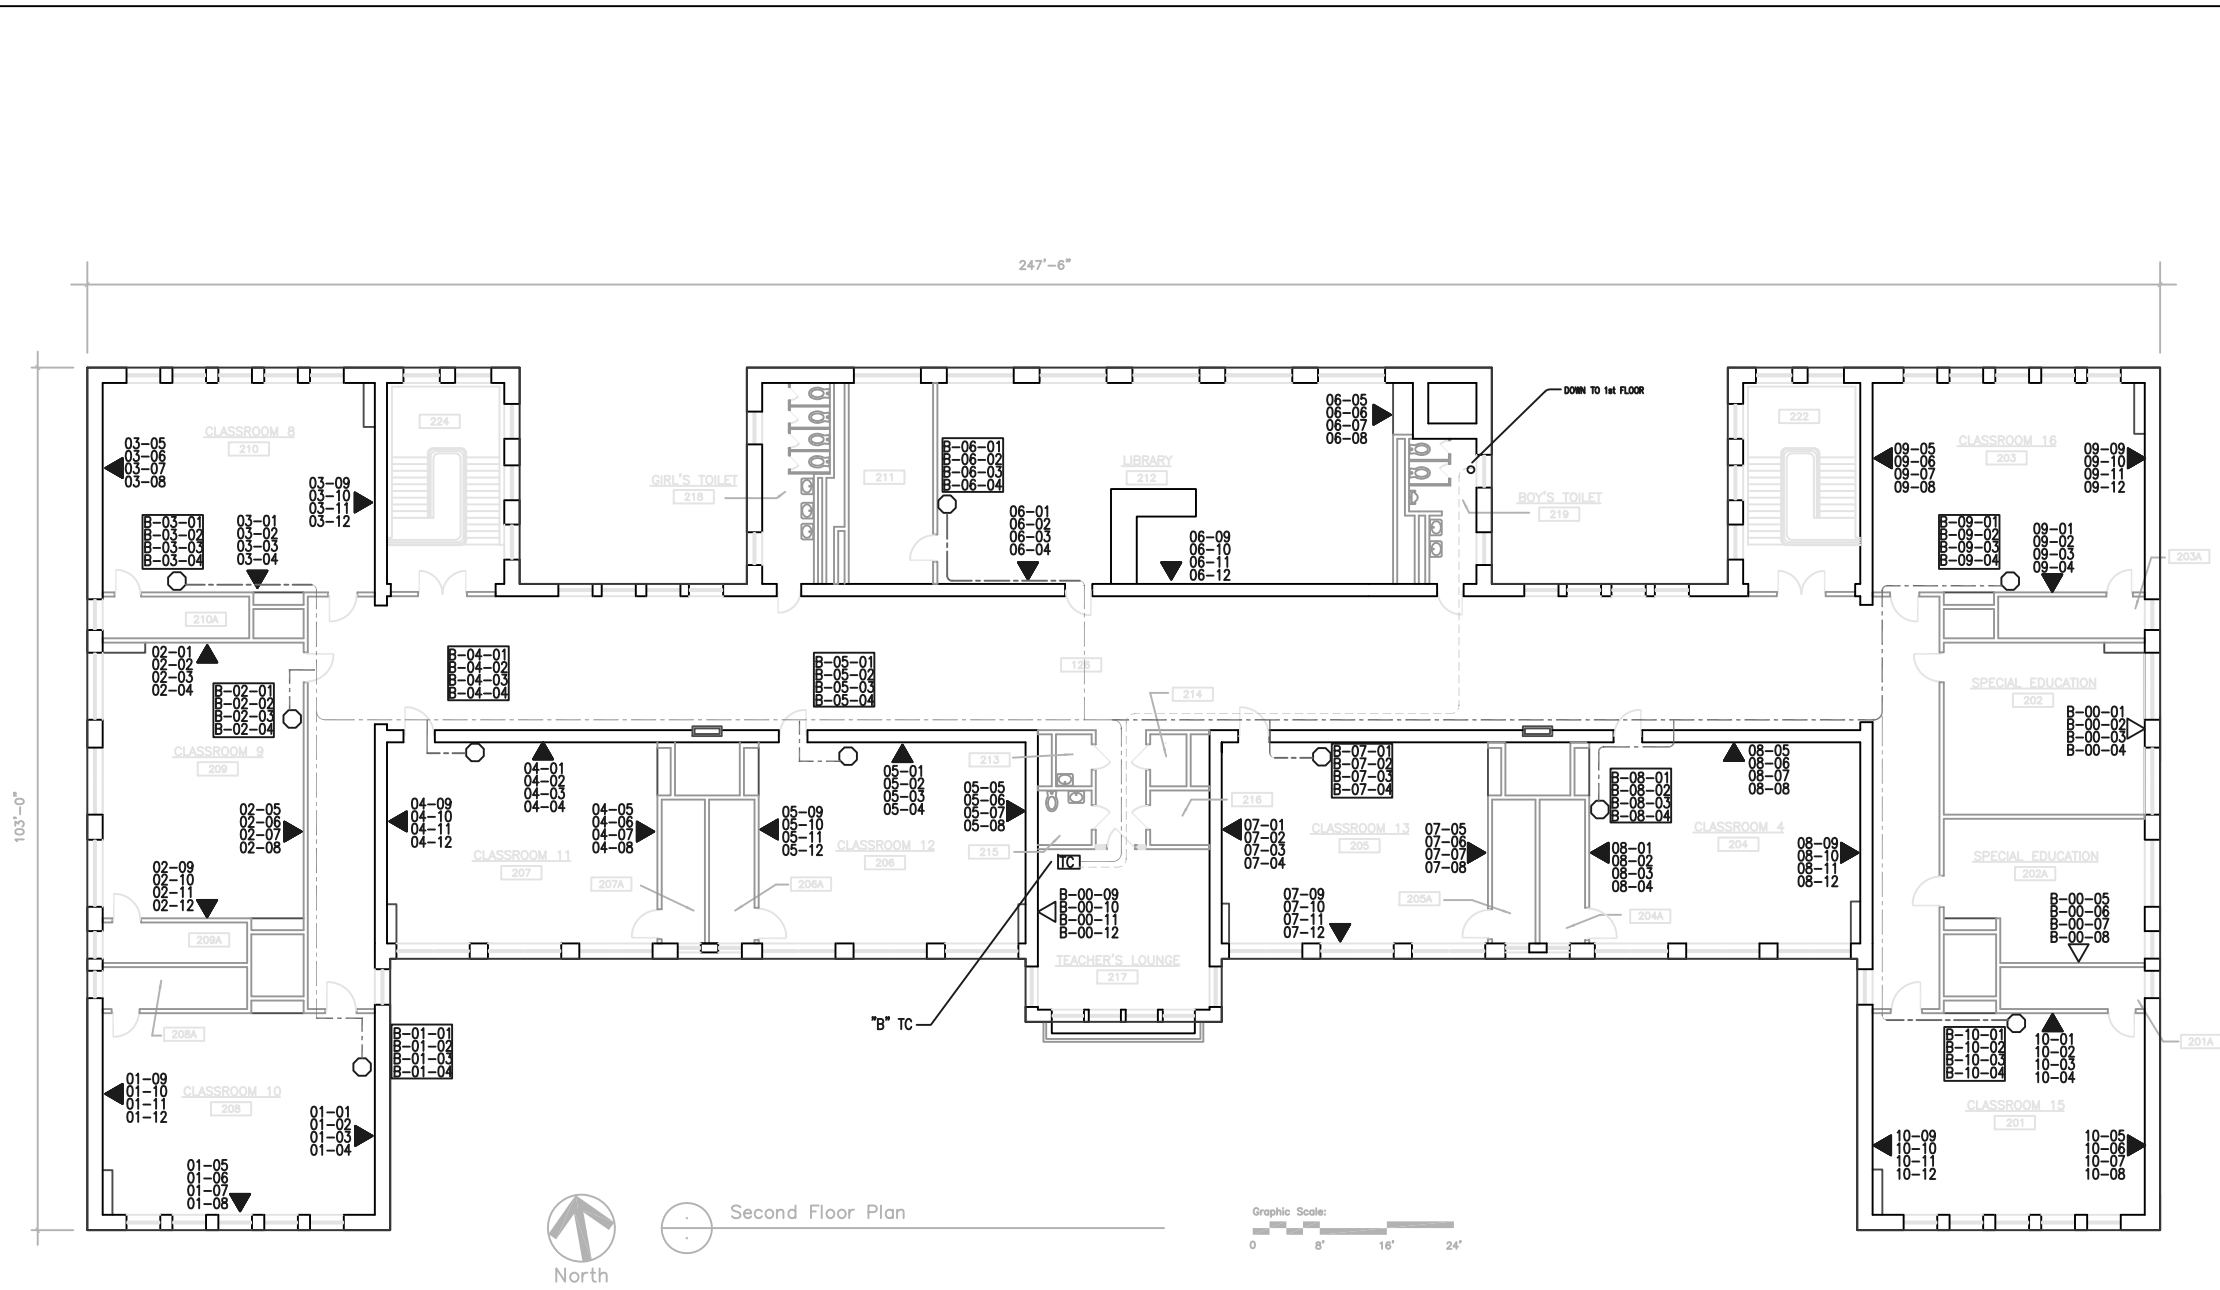 247'-6"
103'-0"
DOWN TO 1st FLOOR
CLASSROOM 8
210
03-05
03-06
03-07
03-08
03-09
03-10
03-11
03-12
B-03-01
B-03-02
B-03-03
B-03-04
03-01
03-02
03-03
03-04
224
GIRL'S TOILET
218
211
B-06-01
B-06-02
B-06-03
B-06-04
06-01
06-02
06-03
06-04
LIBRARY
212
06-05
06-06
06-07
06-08
06-09
06-10
06-11
06-12
BOY'S TOILET
219
222
CLASSROOM 16
203
09-05
09-06
09-07
09-08
09-09
09-10
09-11
09-12
B-09-01
B-09-02
B-09-03
B-09-04
09-01
09-02
09-03
09-04
203A
210A
02-01
02-02
02-03
02-04
B-02-01
B-02-02
B-02-03
B-02-04
CLASSROOM 9
209
02-05
02-06
02-07
02-08
02-09
02-10
02-11
02-12
209A
208A
B-04-01
B-04-02
B-04-03
B-04-04
B-05-01
B-05-02
B-05-03
B-05-04
126
214
213
216
215
04-09
04-10
04-11
04-12
04-01
04-02
04-03
04-04
04-05
04-06
04-07
04-08
CLASSROOM 11
207
207A
206A
05-09
05-10
05-11
05-12
05-01
05-02
05-03
05-04
05-05
05-06
05-07
05-08
CLASSROOM 12
206
TC
B-00-09
B-00-10
B-00-11
B-00-12
TEACHER'S LOUNGE
217
"B" TC
07-01
07-02
07-03
07-04
B-07-01
B-07-02
B-07-03
B-07-04
CLASSROOM 13
205
07-05
07-06
07-07
07-08
07-09
07-10
07-11
07-12
205A
204A
B-08-01
B-08-02
B-08-03
B-08-04
08-01
08-02
08-03
08-04
08-05
08-06
08-07
08-08
CLASSROOM 4
204
08-09
08-10
08-11
08-12
SPECIAL EDUCATION
202
B-00-01
B-00-02
B-00-03
B-00-04
SPECIAL EDUCATION
202A
B-00-05
B-00-06
B-00-07
B-00-08
B-01-01
B-01-02
B-01-03
B-01-04
CLASSROOM 10
208
01-09
01-10
01-11
01-12
01-01
01-02
01-03
01-04
01-05
01-06
01-07
01-08
B-10-01
B-10-02
B-10-03
B-10-04
10-01
10-02
10-03
10-04
201A
CLASSROOM 15
201
10-09
10-10
10-11
10-12
10-05
10-06
10-07
10-08
North
Second Floor Plan
Graphic Scale:
0 8' 16' 24'